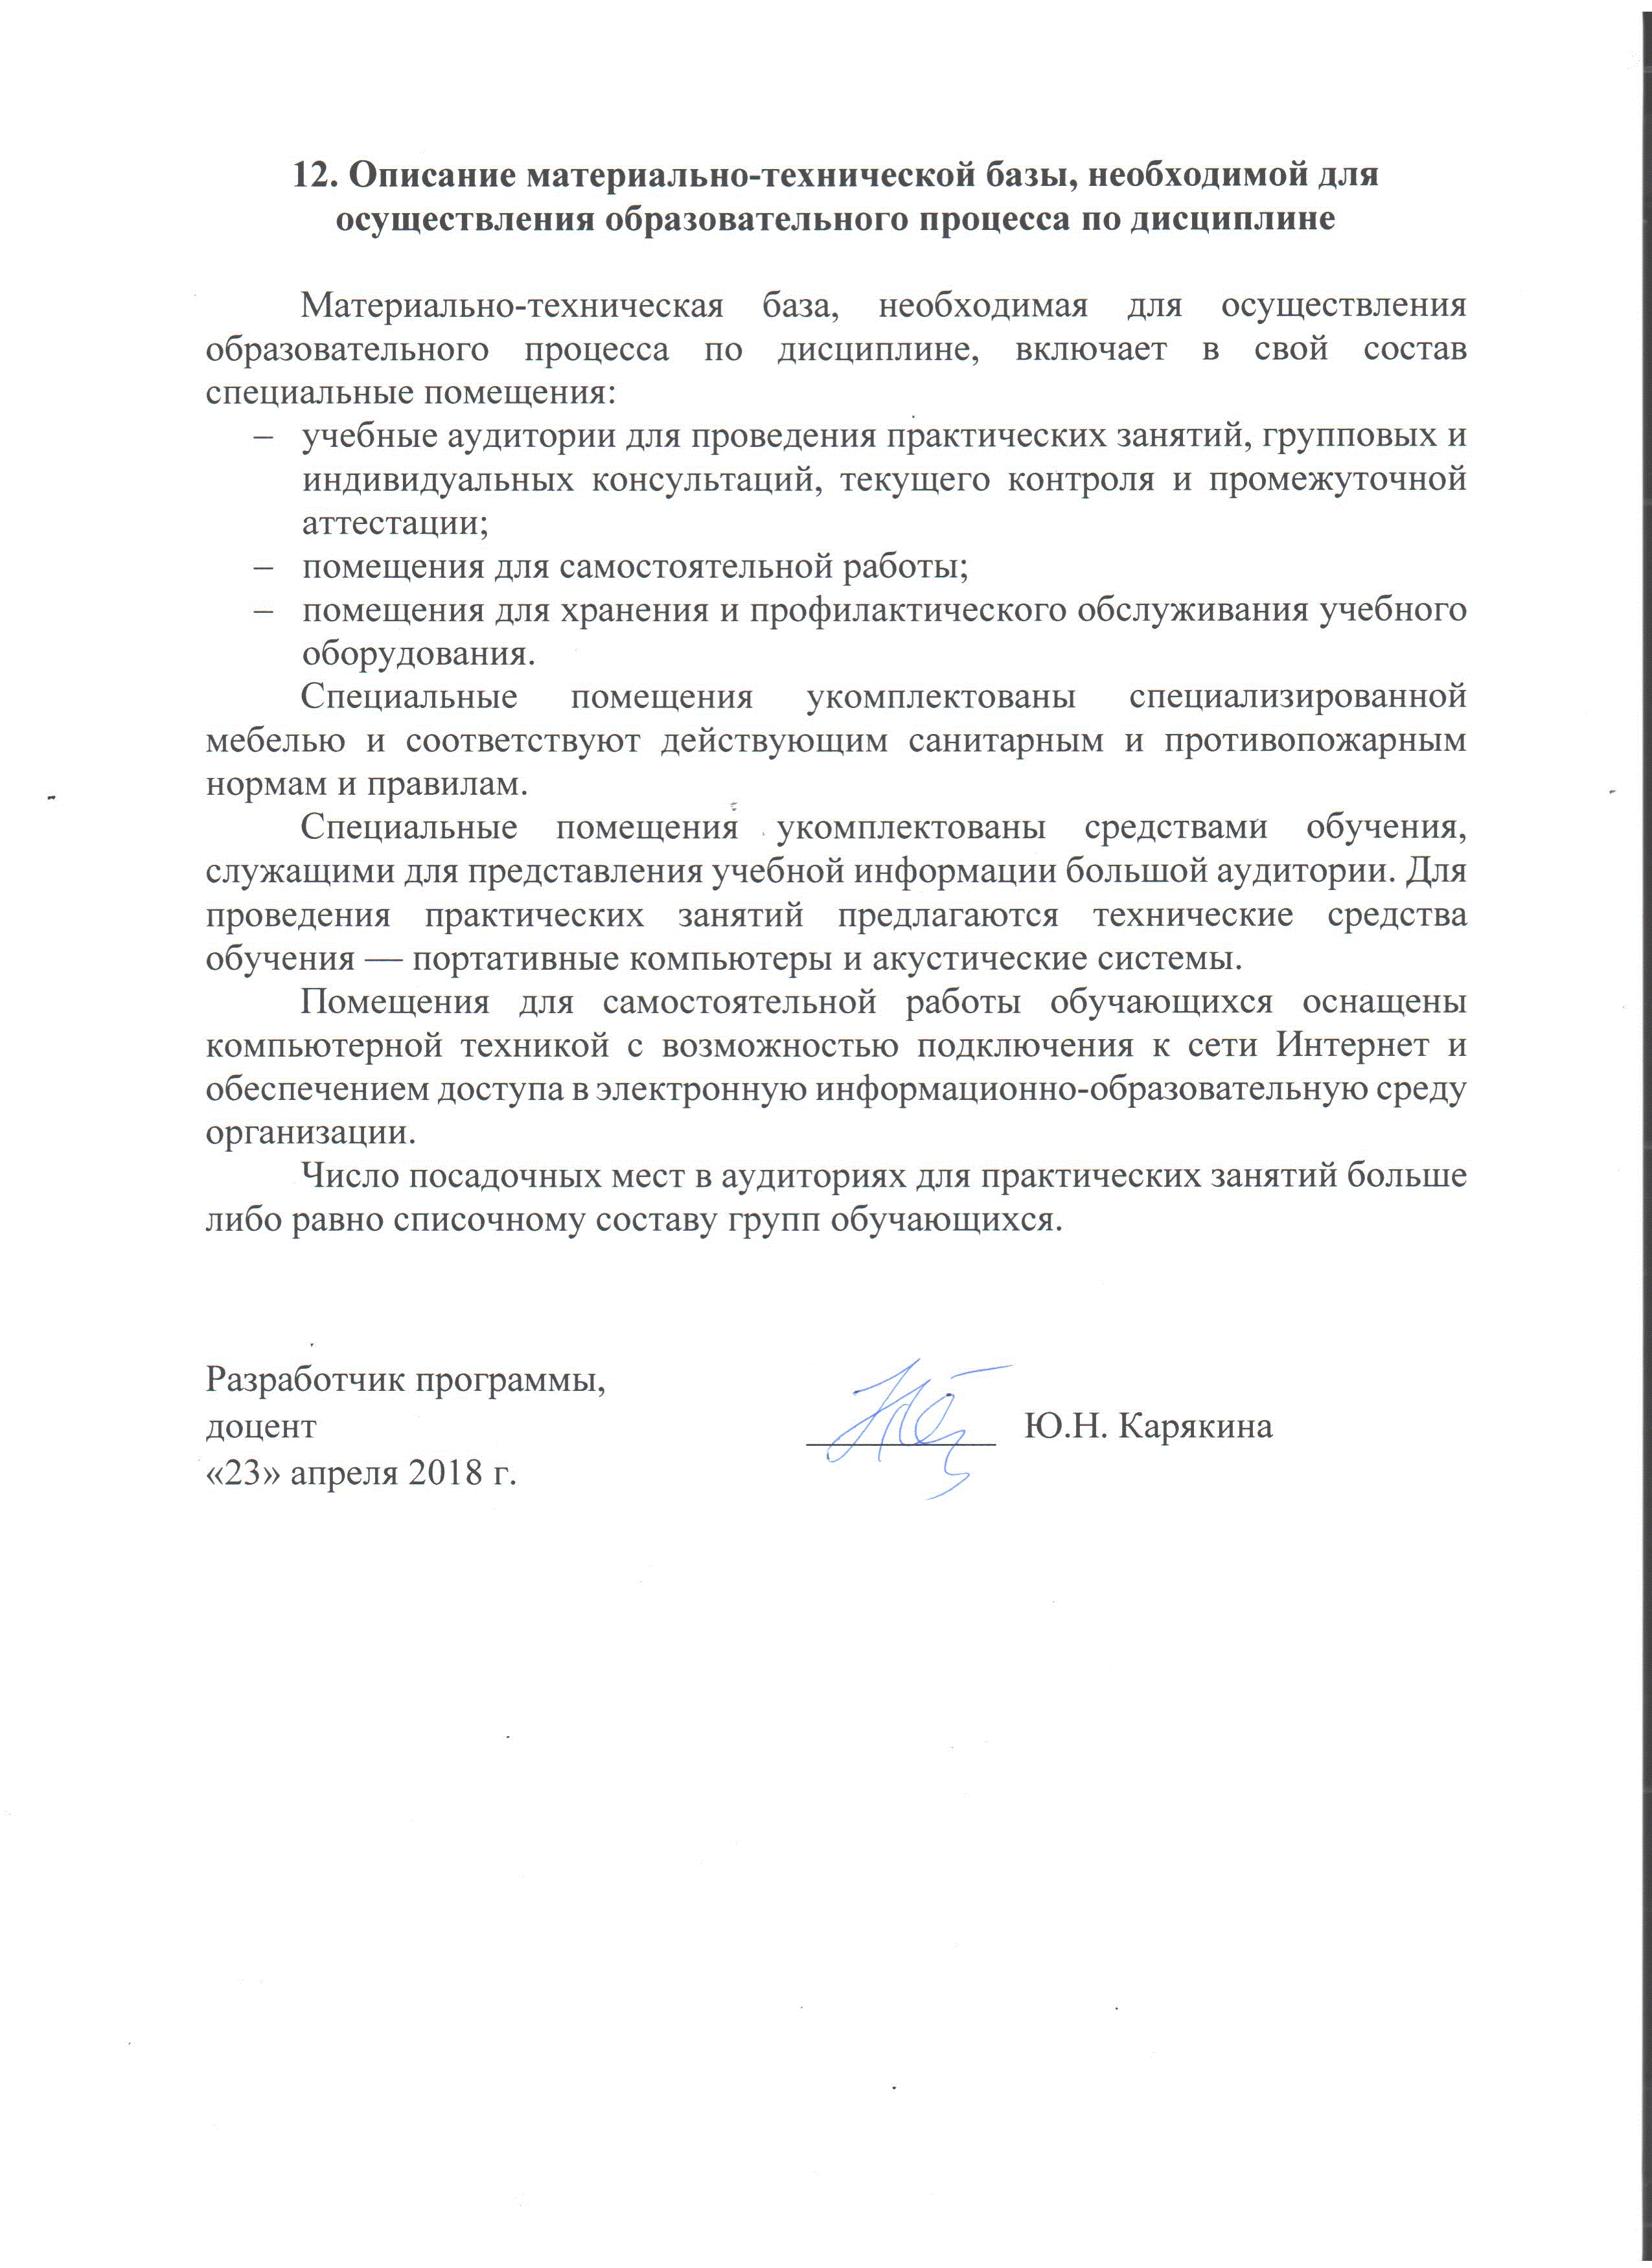 12. Описание материально-технической базы, необходимой для
осуществления образовательного процесса по дисциплине
Материально-техническая база, необходимая для осуществления
образовательного процесса по дисциплине, включает в свой состав
специальные помещения:
– учебные аудитории для проведения практических занятий, групповых и
индивидуальных консультаций, текущего контроля и промежуточной
аттестации;
– помещения для самостоятельной работы;
– помещения для хранения и профилактического обслуживания учебного
оборудования.
Специальные помещения укомплектованы специализированной
мебелью и соответствуют действующим санитарным и противопожарным
нормам и правилам.
Специальные помещения укомплектованы средствами обучения,
служащими для представления учебной информации большой аудитории. Для
проведения практических занятий предлагаются технические средства
обучения — портативные компьютеры и акустические системы.
Помещения для самостоятельной работы обучающихся оснащены
компьютерной техникой с возможностью подключения к сети Интернет и
обеспечением доступа в электронную информационно-образовательную среду
организации.
Число посадочных мест в аудиториях для практических занятий больше
либо равно списочному составу групп обучающихся.
Разработчик программы,
доцент __________ Ю.Н. Карякина
«23» апреля 2018 г.